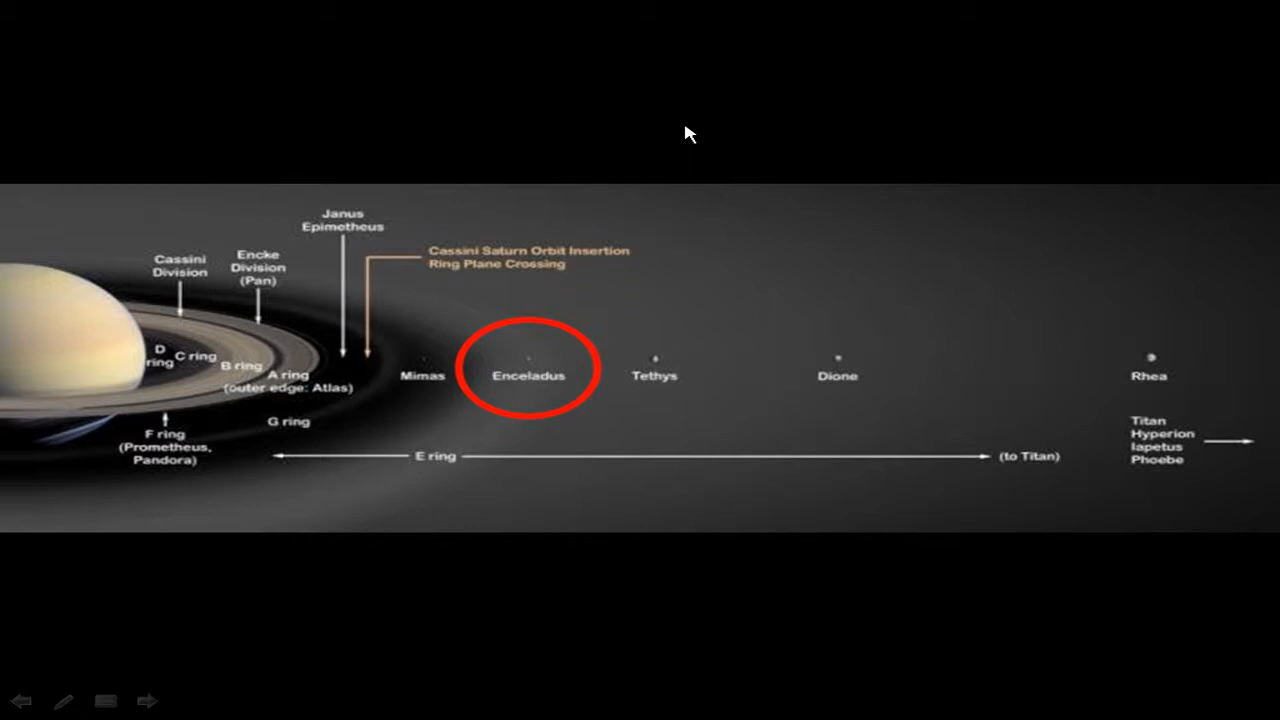 Janus
Epimetheus
Cassini Saturn Orbit Insertion
Ring Plane Crossing
Cassini
Division
Encke
Division
(Pan)
D
ring
C ring
B ring
A ring
(outer edge: Atlas)
Mimas
Enceladus
Tethys
Dione
Rhea
G ring
F ring
(Prometheus,
Pandora)
E ring
(to Titan)
Titan
Hyperion
Iapetus
Phoebe